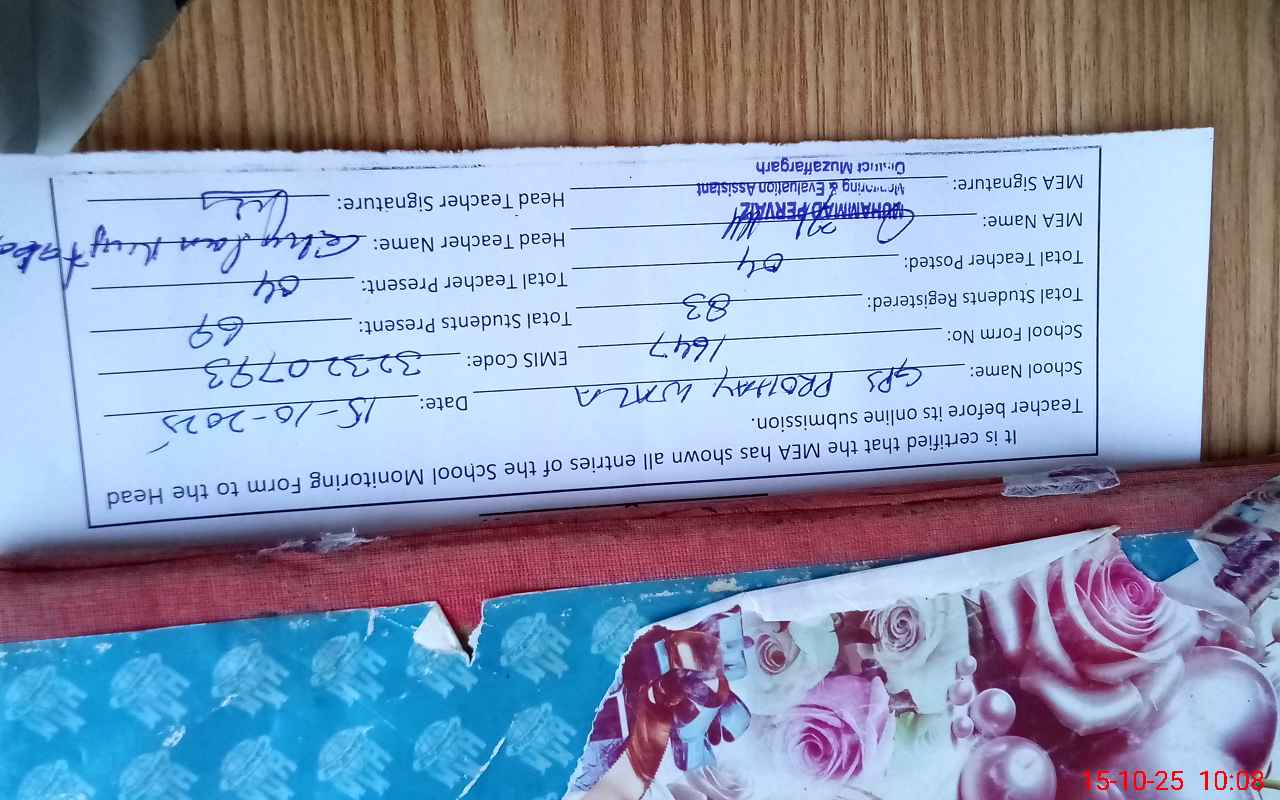 It is certified that the MEA has shown all entries of the School Monitoring Form to the Head
Teacher before its online submission.
School Name: GPS PROHAY WALA Date: 15-10-2025
School Form No: 1647 EMIS Code: 32320793
Total Students Registered: 83 Total Students Present: 69
Total Teacher Posted: 04 Total Teacher Present: 04
MEA Name: Head Teacher Name:
MUHAMMAD PERVAIZ
Monitoring & Evaluation Assistant
MEA Signature: Head Teacher Signature:
District Muzaffargarh
15-10-25 10:08